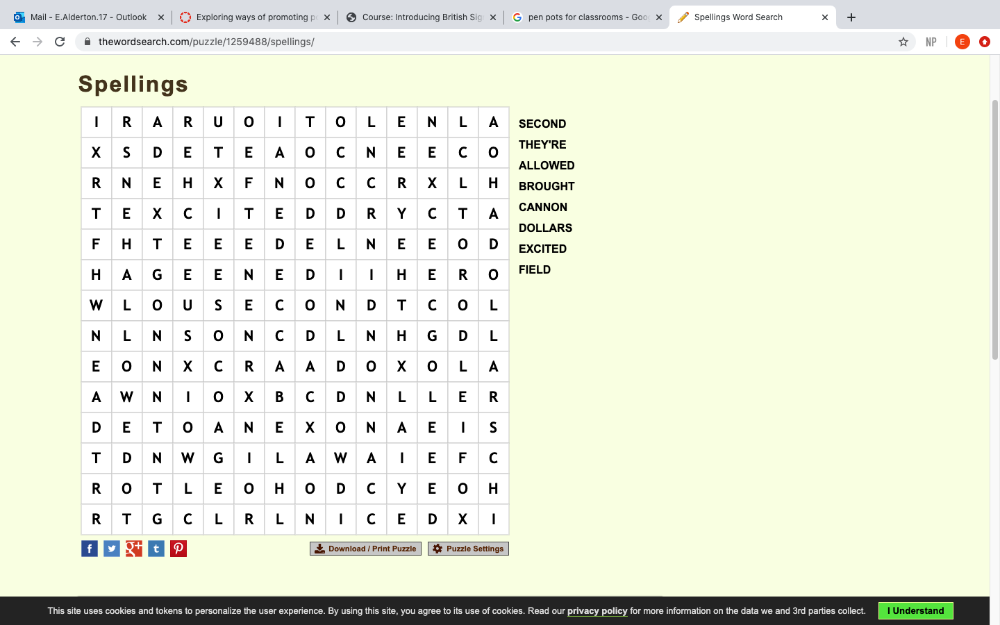 Mail - E.Alderton.17 - Outlook
Exploring ways of promoting po
Course: Introducing British Sign
pen pots for classrooms - Goog
Spellings Word Search
thewordsearch.com/puzzle/1259488/spellings/
NP
E
Spellings
I R A R U O I T O L E N L A
X S D E T E A O C N E E C O
R N E H X F N O C C R X L H
T E X C I T E D D R Y C T A
F H T E E E D E L N E E O D
H A G E E N E D I I H E R O
W L O U S E C O N D T C O L
N L N S O N C D L N H G D L
E O N X C R A A D O X O L A
A W N I O X B C D N L L E R
D E T O A N E X O N A E I S
T D N W G I L A W A I E F C
R O T L E O H O D C Y E O H
R T G C L R L N I C E D X I
SECOND
THEY'RE
ALLOWED
BROUGHT
CANNON
DOLLARS
EXCITED
FIELD
Download / Print Puzzle
Puzzle Settings
This site uses cookies and tokens to personalize the user experience. By using this site, you agree to its use of cookies. Read our privacy policy for more information on the data we and 3rd parties collect.
I Understand